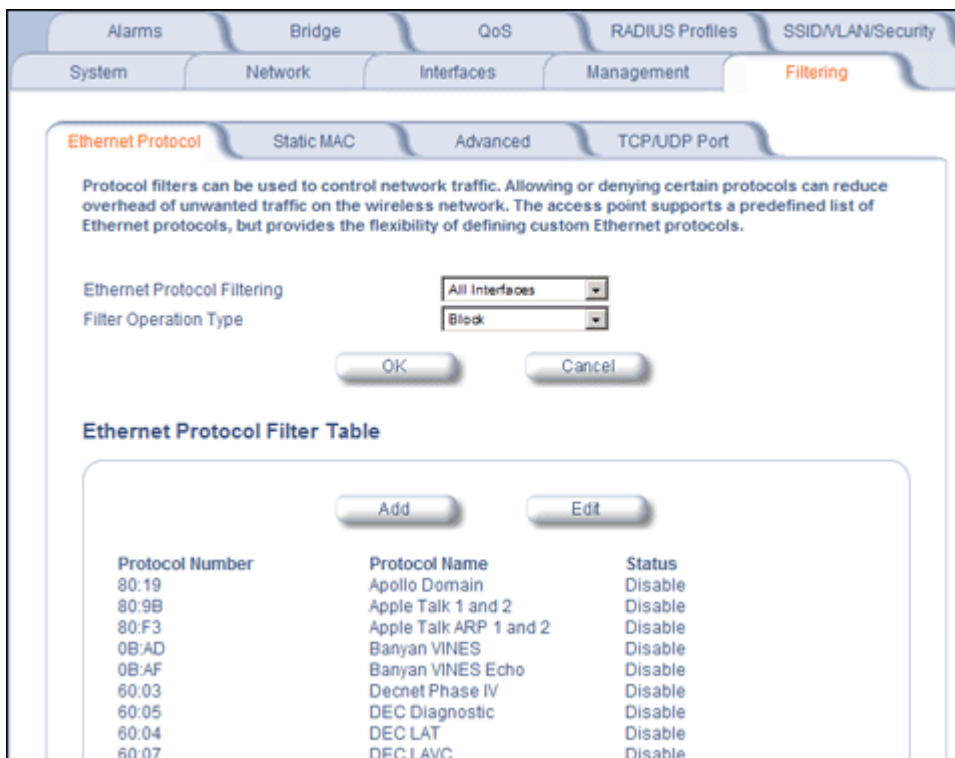 Alarms Bridge QoS RADIUS Profiles SSID/VLAN/Security
System Network Interfaces Management Filtering
Ethernet Protocol Static MAC Advanced TCP/UDP Port
Protocol filters can be used to control network traffic. Allowing or denying certain protocols can reduce
overhead of unwanted traffic on the wireless network. The access point supports a predefined list of
Ethernet protocols, but provides the flexibility of defining custom Ethernet protocols.
Ethernet Protocol Filtering All Interfaces
Filter Operation Type Block
OK Cancel
Ethernet Protocol Filter Table
Add Edit
Protocol Number Protocol Name Status
80:19 Apollo Domain Disable
80:9B Apple Talk 1 and 2 Disable
80:F3 Apple Talk ARP 1 and 2 Disable
0B:AD Banyan VINES Disable
0B:AF Banyan VINES Echo Disable
60:03 Decnet Phase IV Disable
60:05 DEC Diagnostic Disable
60:04 DEC LAT Disable
60:07 DEC LAVC Disable